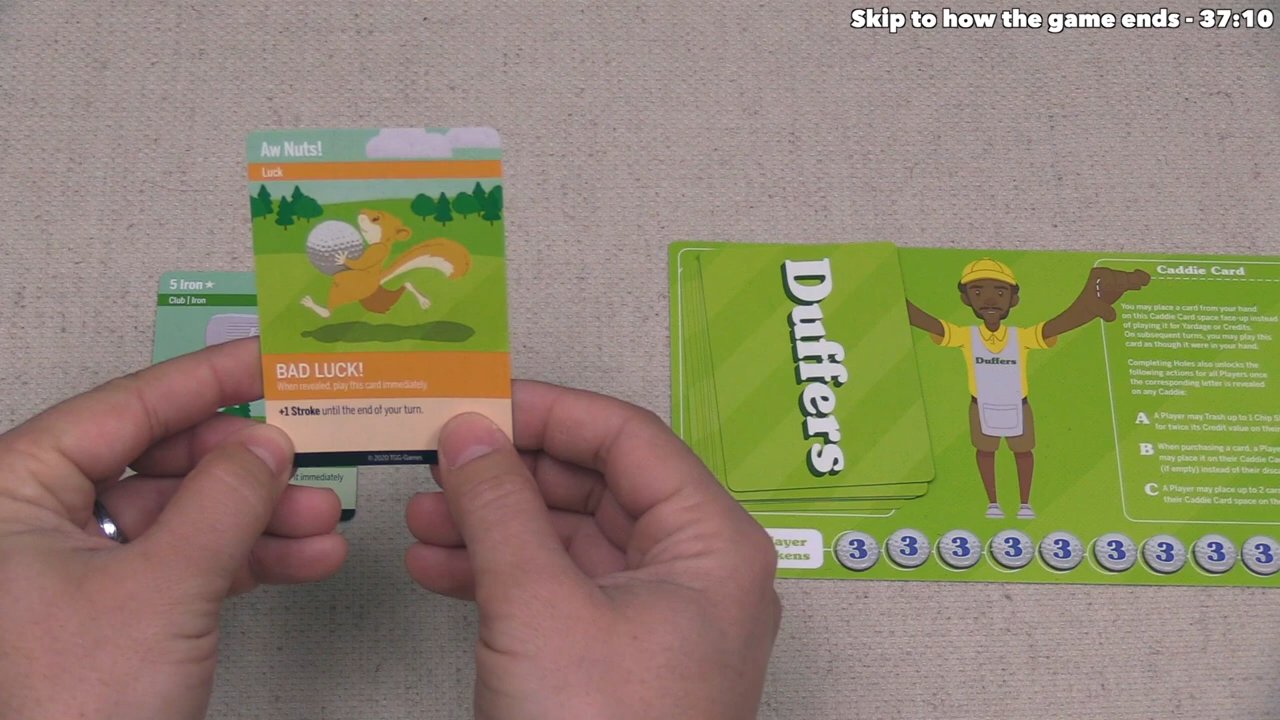 Skip to how the game ends - 37:10
Aw Nuts!
Luck
BAD LUCK!
When revealed, play this card immediately.
+1 Stroke until the end of your turn.
© 2020 TGG-Games
5 Iron★
Club | Iron
it immediately
Duffers
Duffers
Caddie Card
You may place a card from your hand
on this Caddie Card space face-up instead
of playing it for Yardage or Credits.
On subsequent turns, you may play this
card as though it were in your hand.
Completing Holes also unlocks the
following actions for all Players once
the corresponding letter is revealed
on any Caddie:
A A Player may Trash up to 1 Chip
for twice its Credit value on
B When purchasing a card, a Player
may place it on their Caddie
(if empty) instead of their
C A Player may place up to 2
their Caddie Card space on
3 3 3 3 3 3 3 3 3